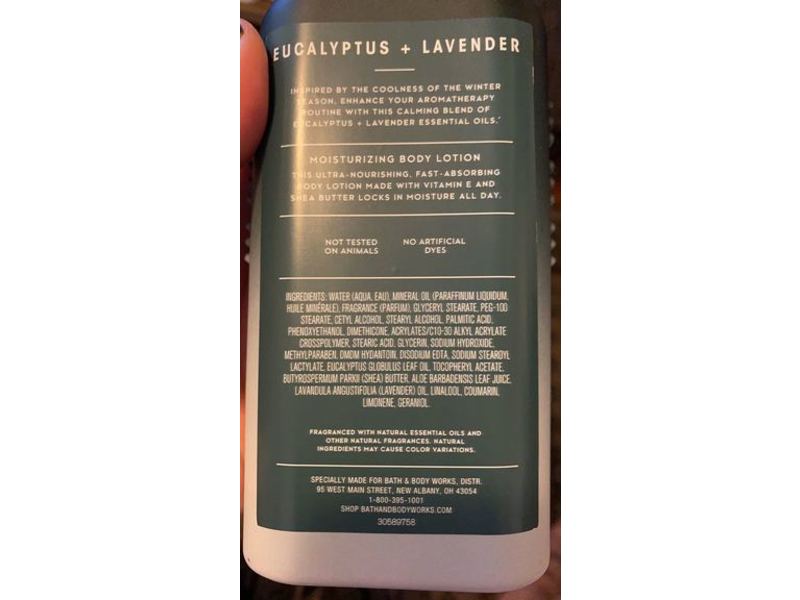 EUCALYPTUS + LAVENDER
INSPIRED BY THE COOLNESS OF THE WINTER
SEASON, ENHANCE YOUR AROMATHERAPY
ROUTINE WITH THIS CALMING BLEND OF
EUCALYPTUS + LAVENDER ESSENTIAL OILS.*
MOISTURIZING BODY LOTION
THIS ULTRA-NOURISHING, FAST-ABSORBING
BODY LOTION MADE WITH VITAMIN E AND
SHEA BUTTER LOCKS IN MOISTURE ALL DAY.
NOT TESTED NO ARTIFICIAL
ON ANIMALS DYES
INGREDIENTS: WATER (AQUA, EAU), MINERAL OIL (PARAFFINUM LIQUIDUM,
HUILE MINÉRALE), FRAGRANCE (PARFUM), GLYCERYL STEARATE, PEG-100
STEARATE, CETYL ALCOHOL, STEARYL ALCOHOL, PALMITIC ACID,
PHENOXYETHANOL, DIMETHICONE, ACRYLATES/C10-30 ALKYL ACRYLATE
CROSSPOLYMER, STEARIC ACID, GLYCERIN, SODIUM HYDROXIDE,
METHYLPARABEN, DMDM HYDANTOIN, DISODIUM EDTA, SODIUM STEAROYL
LACTYLATE, EUCALYPTUS GLOBULUS LEAF OIL, TOCOPHERYL ACETATE,
BUTYROSPERMUM PARKII (SHEA) BUTTER, ALOE BARBADENSIS LEAF JUICE,
LAVANDULA ANGUSTIFOLIA (LAVENDER) OIL, LINALOOL, COUMARIN,
LIMONENE, GERANIOL.
FRAGRANCED WITH NATURAL ESSENTIAL OILS AND
OTHER NATURAL FRAGRANCES. NATURAL
INGREDIENTS MAY CAUSE COLOR VARIATIONS.
SPECIALLY MADE FOR BATH & BODY WORKS, DISTR.
95 WEST MAIN STREET, NEW ALBANY, OH 43054
1-800-395-1001
SHOP BATHANDBODYWORKS.COM
30589758